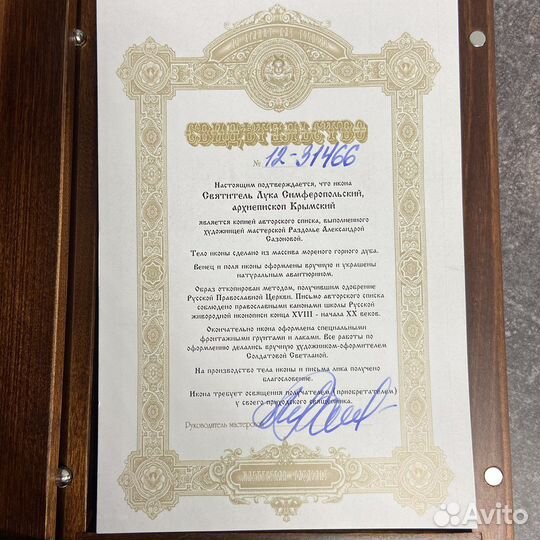 СВИДЕТЕЛЬСТВО
№ 12-31466
Настоящим подтверждается, что икона
Святитель Лука Симферопольский,
архиепископ Крымский
является копией авторского списка, выполненного
художницей мастерской Раздолье Александрой
Сазоновой.
Тело иконы сделано из массива мореного горного дуба.
Венец и поля иконы оформлены вручную и украшены
натуральным авантюрином.
Образ откопирован методом, получившим одобрение
Русской Православной Церкви. Письмо авторского списка
соблюдено православными канонами школы Русской
живородной иконописи конца XVIII - начала XX веков.
Окончательно икона оформлена специальными
фронтажными грунтами и лаками. Все работы по
оформлению делались вручную художником-оформителем
Солдатовой Светланой.
На производство тела иконы и письма лика получено
благословение.
Икона требует освящения получателем (приобретателем)
у своего приходского священника.
Руководитель мастерской
Avito